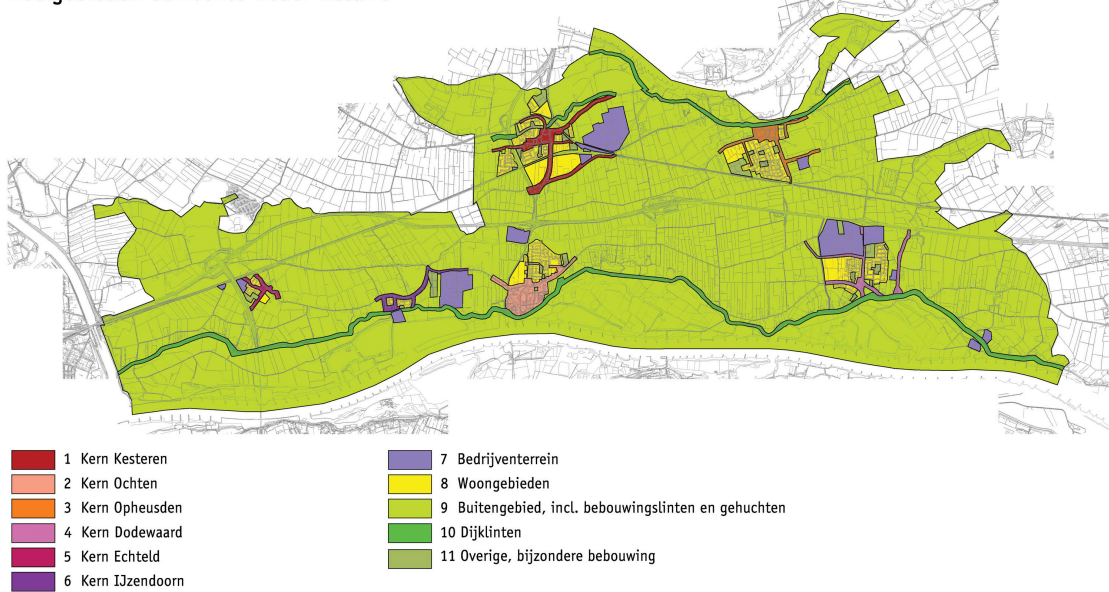 1 Kern Kesteren
2 Kern Ochten
3 Kern Opheusden
4 Kern Dodewaard
5 Kern Echteld
6 Kern IJzendoorn
7 Bedrijventerrein
8 Woongebieden
9 Buitengebied, incl. bebouwingslinten en gehuchten
10 Dijklinten
11 Overige, bijzondere bebouwing